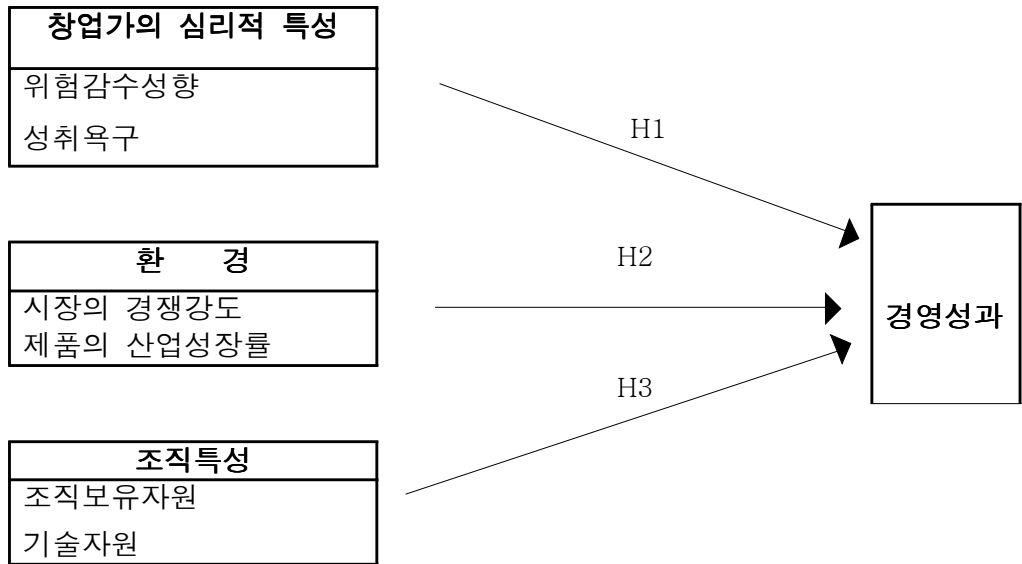 창업가의 심리적 특성
위험감수성향
성취욕구
H1
환 경
시장의 경쟁강도
제품의 산업성장률
H2
경영성과
H3
조직특성
조직보유자원
기술자원